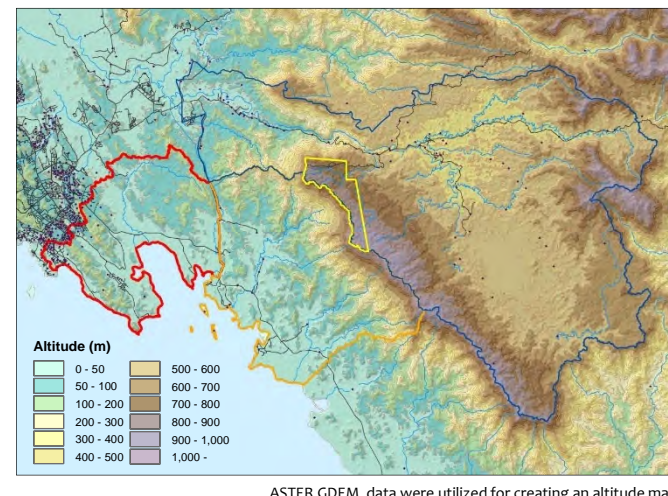 Altitude (m)
0 - 50
50 - 100
100 - 200
200 - 300
300 - 400
400 - 500
500 - 600
600 - 700
700 - 800
800 - 900
900 - 1,000
1,000 -
ASTER GDEM data were utilized for creating an altitude ma